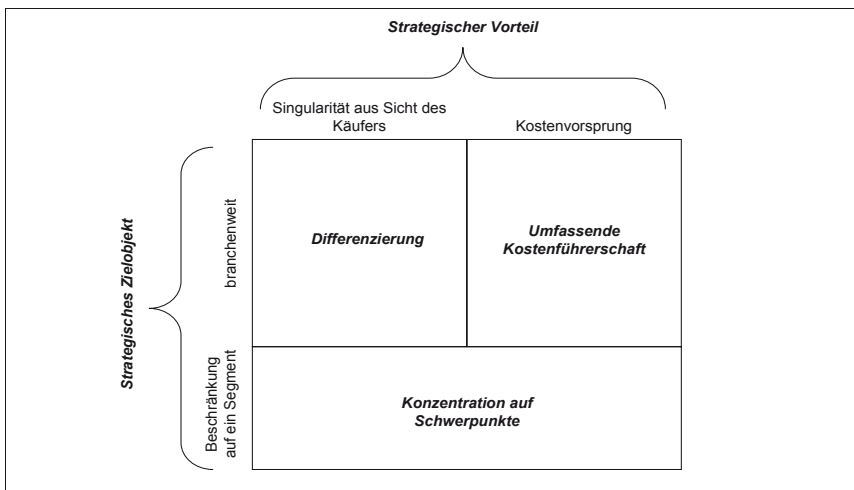 Strategischer Vorteil
Singularität aus Sicht des
Käufers
Kostenvorsprung
Strategisches Zielobjekt
branchenweit
Differenzierung
Umfassende
Kostenführerschaft
Beschränkung
auf ein Segment
Konzentration auf
Schwerpunkte